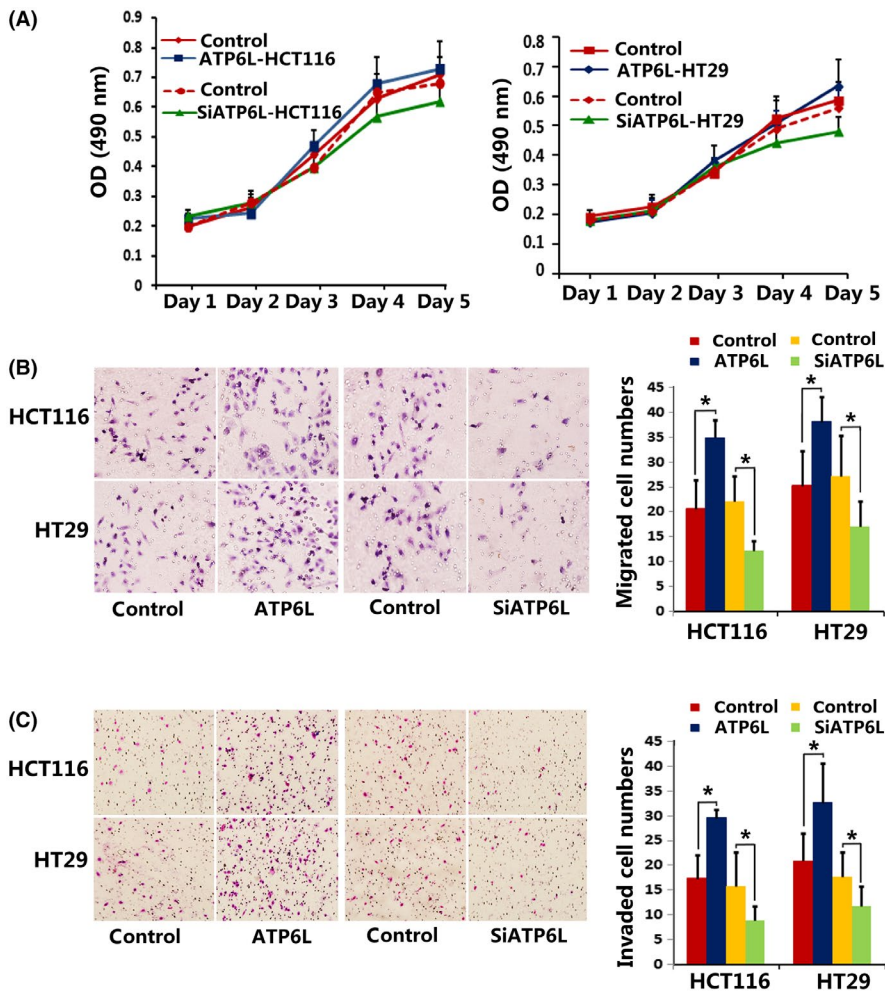 (A)
0.9
0.8
0.7
0.6
0.5
0.4
0.3
0.2
0.1
0
OD (490 nm)
Control
ATP6L-HCT116
Control
SiATP6L-HCT116
Day 1 Day 2 Day 3 Day 4 Day 5
0.8
0.7
0.6
0.5
0.4
0.3
0.2
0.1
0
OD (490 nm)
Control
ATP6L-HT29
Control
SiATP6L-HT29
Day 1 Day 2 Day 3 Day 4 Day 5
(B)
HCT116
HT29
Control ATP6L Control SiATP6L
Control Control
ATP6L SiATP6L
45
40
35
30
25
20
15
10
5
0
Migrated cell numbers
* * * *
HCT116 HT29
(C)
HCT116
HT29
Control ATP6L Control SiATP6L
Control Control
ATP6L SiATP6L
45
40
35
30
25
20
15
10
5
0
Invaded cell numbers
* * * *
HCT116 HT29